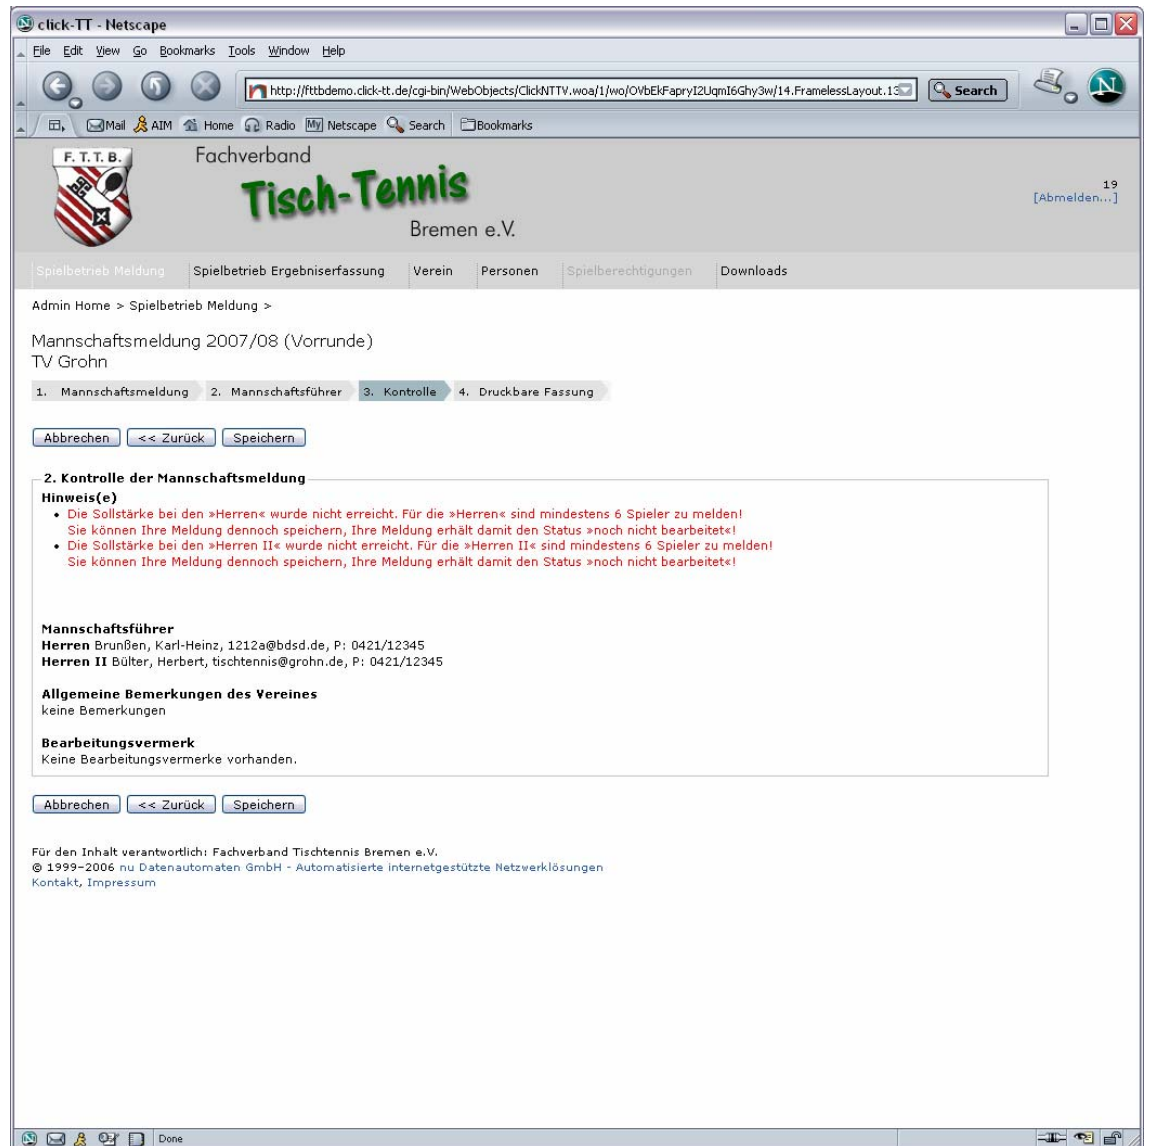 click-TT - Netscape
File Edit View Go Bookmarks Tools Window Help
http://fttbdemo.click-tt.de/cgi-bin/WebObjects/ClickNTTV.woa/1/wo/OVbEkFapryI2UqmI6Ghy3w/14.FramelessLayout.13 Search N
Mail AIM Home Radio My Netscape Search Bookmarks
F.T.T.B.
Fachverband
Tisch-Tennis
Bremen e.V.
19
[Abmelden...]
Spielbetrieb Meldung Spielbetrieb Ergebniserfassung Verein Personen Spielberechtigungen Downloads
Admin Home > Spielbetrieb Meldung >
Mannschaftsmeldung 2007/08 (Vorrunde)
TV Grohn
1. Mannschaftsmeldung 2. Mannschaftsführer 3. Kontrolle 4. Druckbare Fassung
Abbrechen << Zurück Speichern
2. Kontrolle der Mannschaftsmeldung
Hinweis(e)
• Die Sollstärke bei den »Herren« wurde nicht erreicht. Für die »Herren« sind mindestens 6 Spieler zu melden!
Sie können Ihre Meldung dennoch speichern, Ihre Meldung erhält damit den Status »noch nicht bearbeitet«!
• Die Sollstärke bei den »Herren II« wurde nicht erreicht. Für die »Herren II« sind mindestens 6 Spieler zu melden!
Sie können Ihre Meldung dennoch speichern, Ihre Meldung erhält damit den Status »noch nicht bearbeitet«!
Mannschaftsführer
Herren Brunßen, Karl-Heinz, 1212a@bdsd.de, P: 0421/12345
Herren II Bülter, Herbert, tischtennis@grohn.de, P: 0421/12345
Allgemeine Bemerkungen des Vereines
keine Bemerkungen
Bearbeitungsvermerk
Keine Bearbeitungsvermerke vorhanden.
Abbrechen << Zurück Speichern
Für den Inhalt verantwortlich: Fachverband Tischtennis Bremen e.V.
© 1999-2006 nu Datenautomaten GmbH - Automatisierte internetgestützte Netzwerklösungen
Kontakt, Impressum
Done